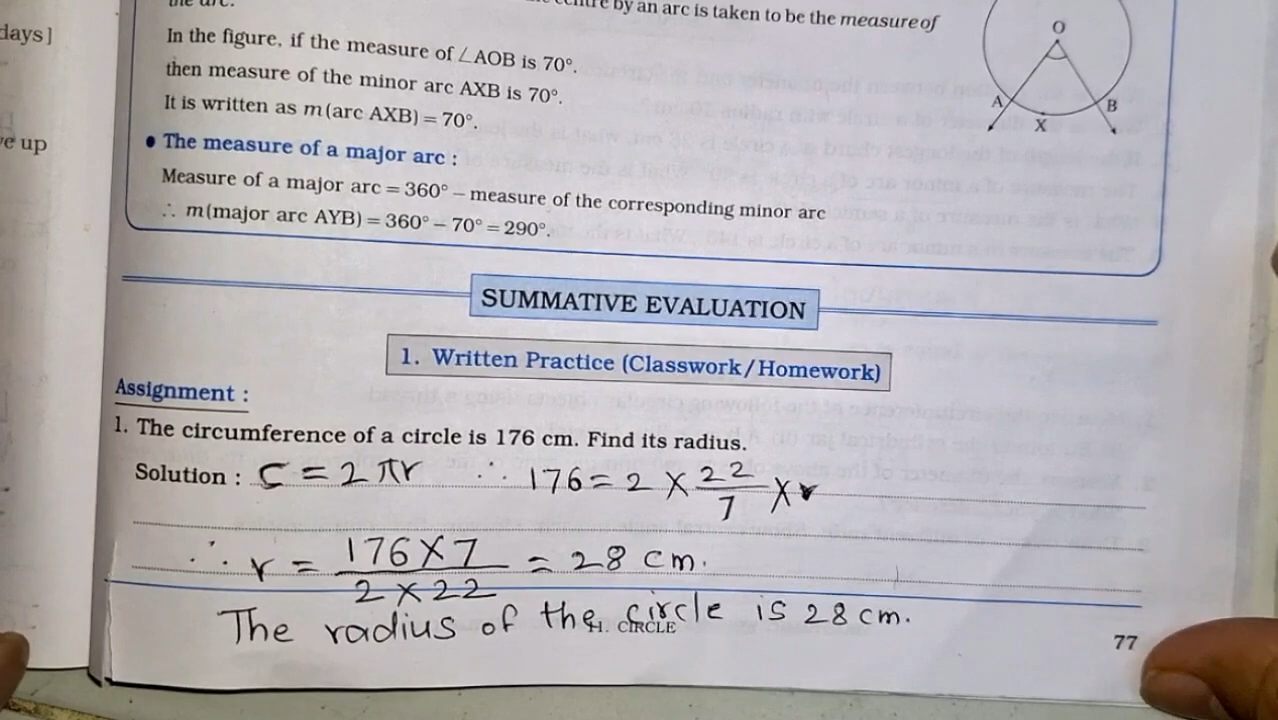 the arc.
centre by an arc is taken to be the measure of
days]
In the figure, if the measure of ∠AOB is 70°.
then measure of the minor arc AXB is 70°.
It is written as m(arc AXB) = 70°.
O
A
B
X
e up
• The measure of a major arc :
Measure of a major arc = 360° − measure of the corresponding minor arc
∴ m(major arc AYB) = 360° − 70° = 290°.
SUMMATIVE EVALUATION
1. Written Practice (Classwork/Homework)
Assignment :
1. The circumference of a circle is 176 cm. Find its radius.
Solution : C = 2πr ∴ 176 = 2 × 22/7 × r
∴ r = 176×7 / 2×22 = 28 cm.
The radius of the circle is 28 cm.
11. CIRCLE
77